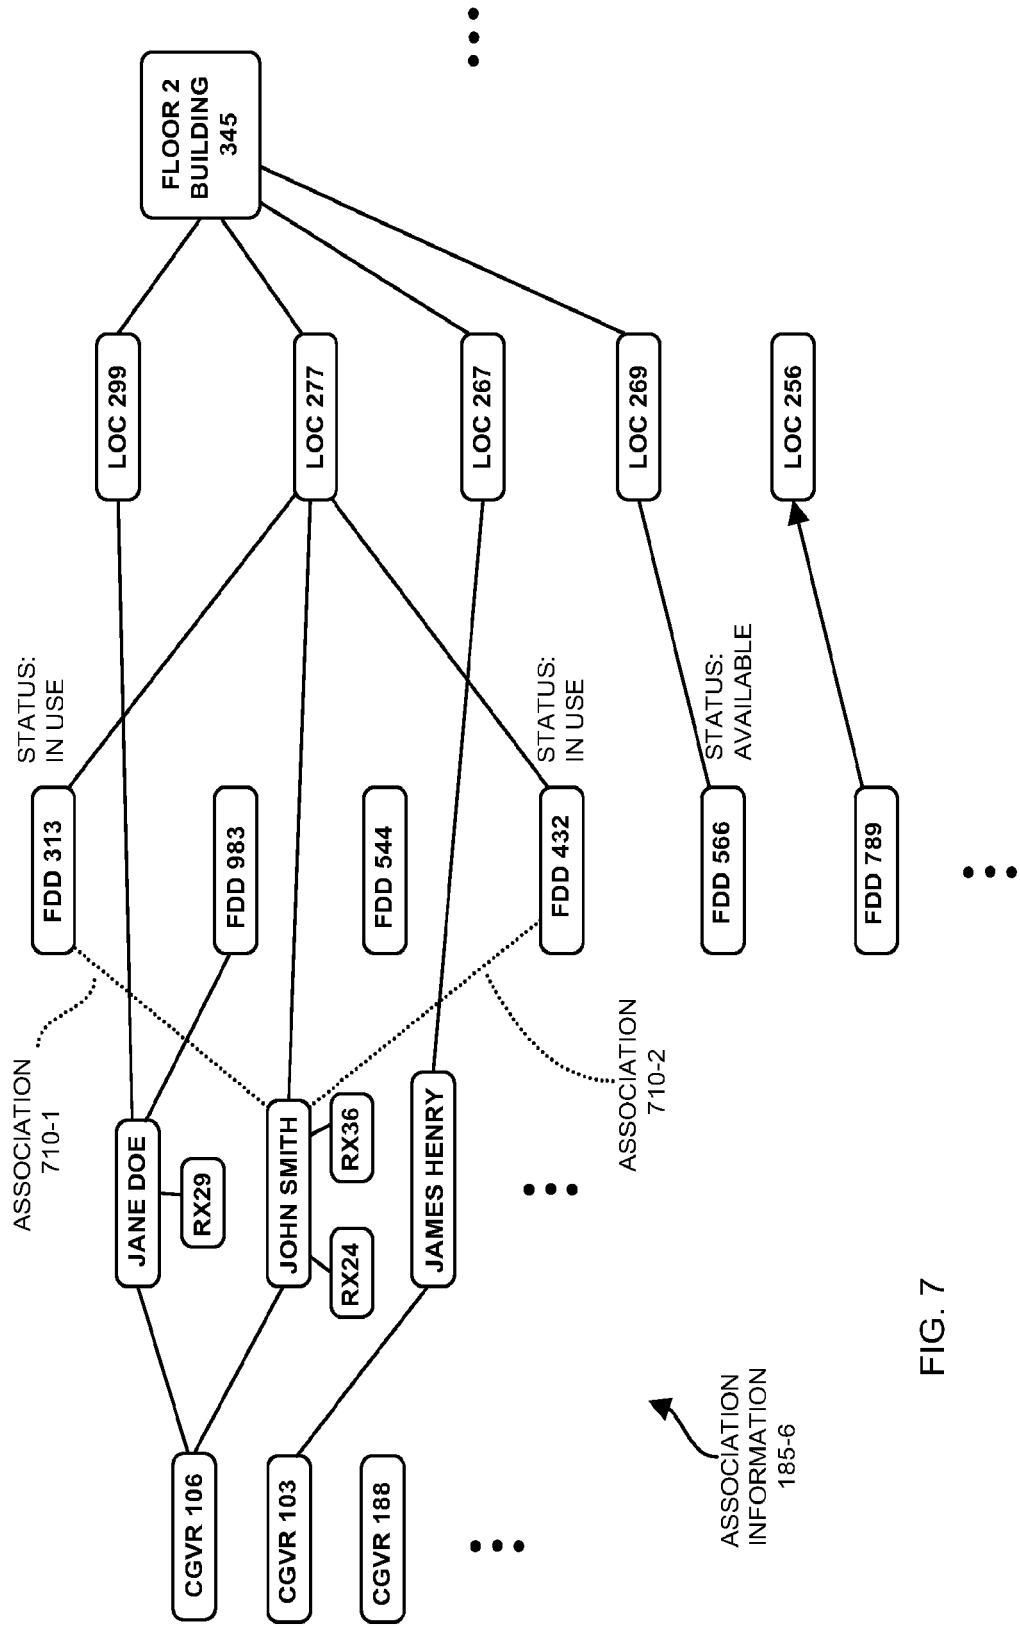 FLOOR 2
BUILDING
345
LOC 299
LOC 277
LOC 267
LOC 269
LOC 256
STATUS:
IN USE
STATUS:
IN USE
STATUS:
AVAILABLE
FDD 313
FDD 983
FDD 544
FDD 432
FDD 566
FDD 789
ASSOCIATION
710-1
ASSOCIATION
710-2
JANE DOE
RX29
JOHN SMITH
RX24
RX36
JAMES HENRY
CGVR 106
CGVR 103
CGVR 188
ASSOCIATION
INFORMATION
185-6
FIG. 7